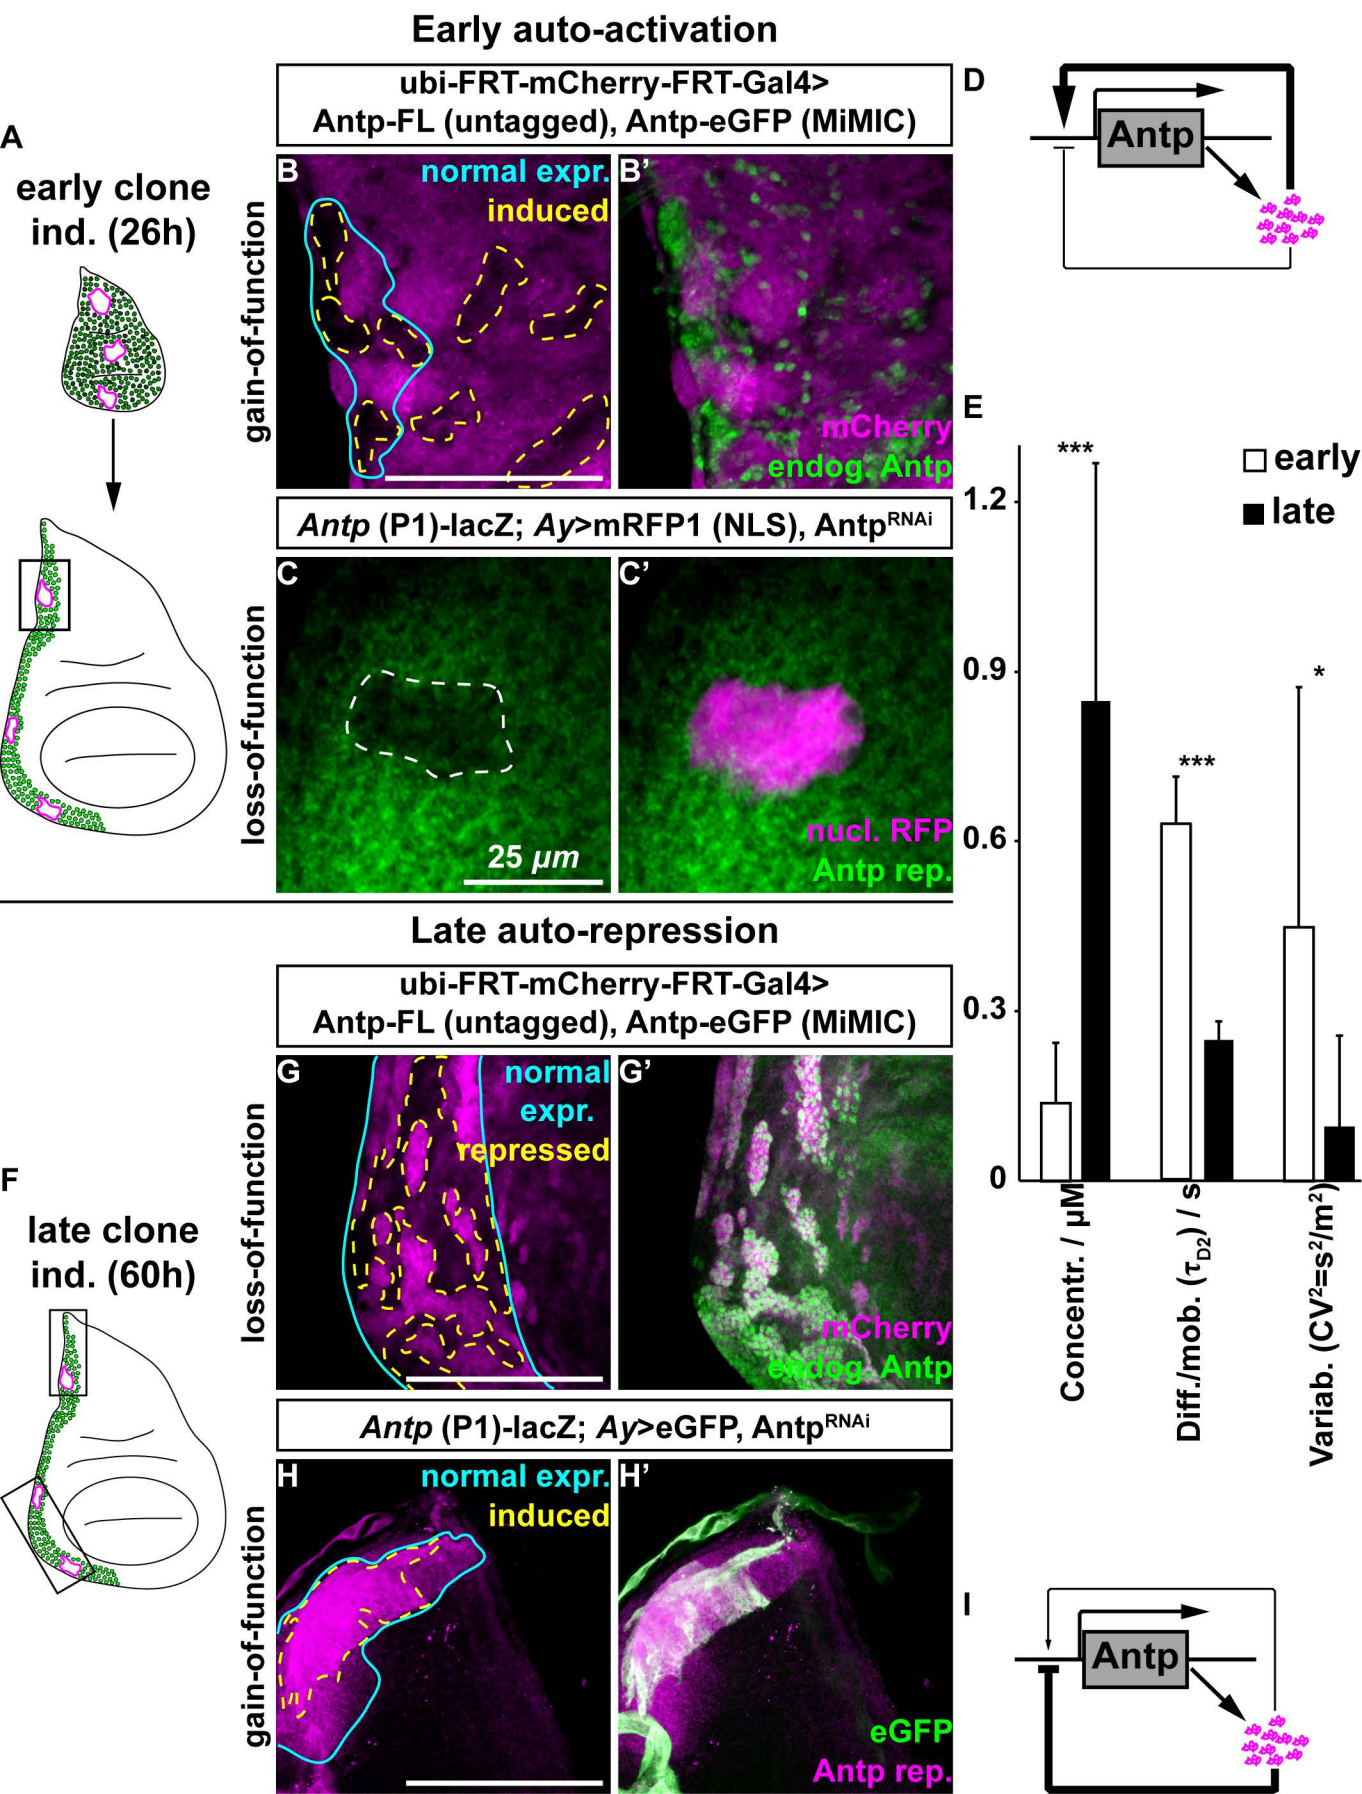 Early auto-activation
ubi-FRT-mCherry-FRT-Gal4>
Antp-FL (untagged), Antp-eGFP (MiMIC)
A
early clone
ind. (26h)
gain-of-function
B
normal expr.
induced
B'
mCherry
endog. Antp
Antp (P1)-lacZ; Ay>mRFP1 (NLS), Antp^RNAi
loss-of-function
C
25 µm
C'
nucl. RFP
Antp rep.
D
Antp
E
early
late
***
***
*
1.2
0.9
0.6
0.3
0
Concentr. / µM
Diff./mob. (τ_D2) / s
Variab. (CV²=s²/m²)
Late auto-repression
ubi-FRT-mCherry-FRT-Gal4>
Antp-FL (untagged), Antp-eGFP (MiMIC)
F
late clone
ind. (60h)
loss-of-function
G
normal
expr.
repressed
G'
mCherry
endog. Antp
Antp (P1)-lacZ; Ay>eGFP, Antp^RNAi
gain-of-function
H
normal expr.
induced
H'
eGFP
Antp rep.
I
Antp